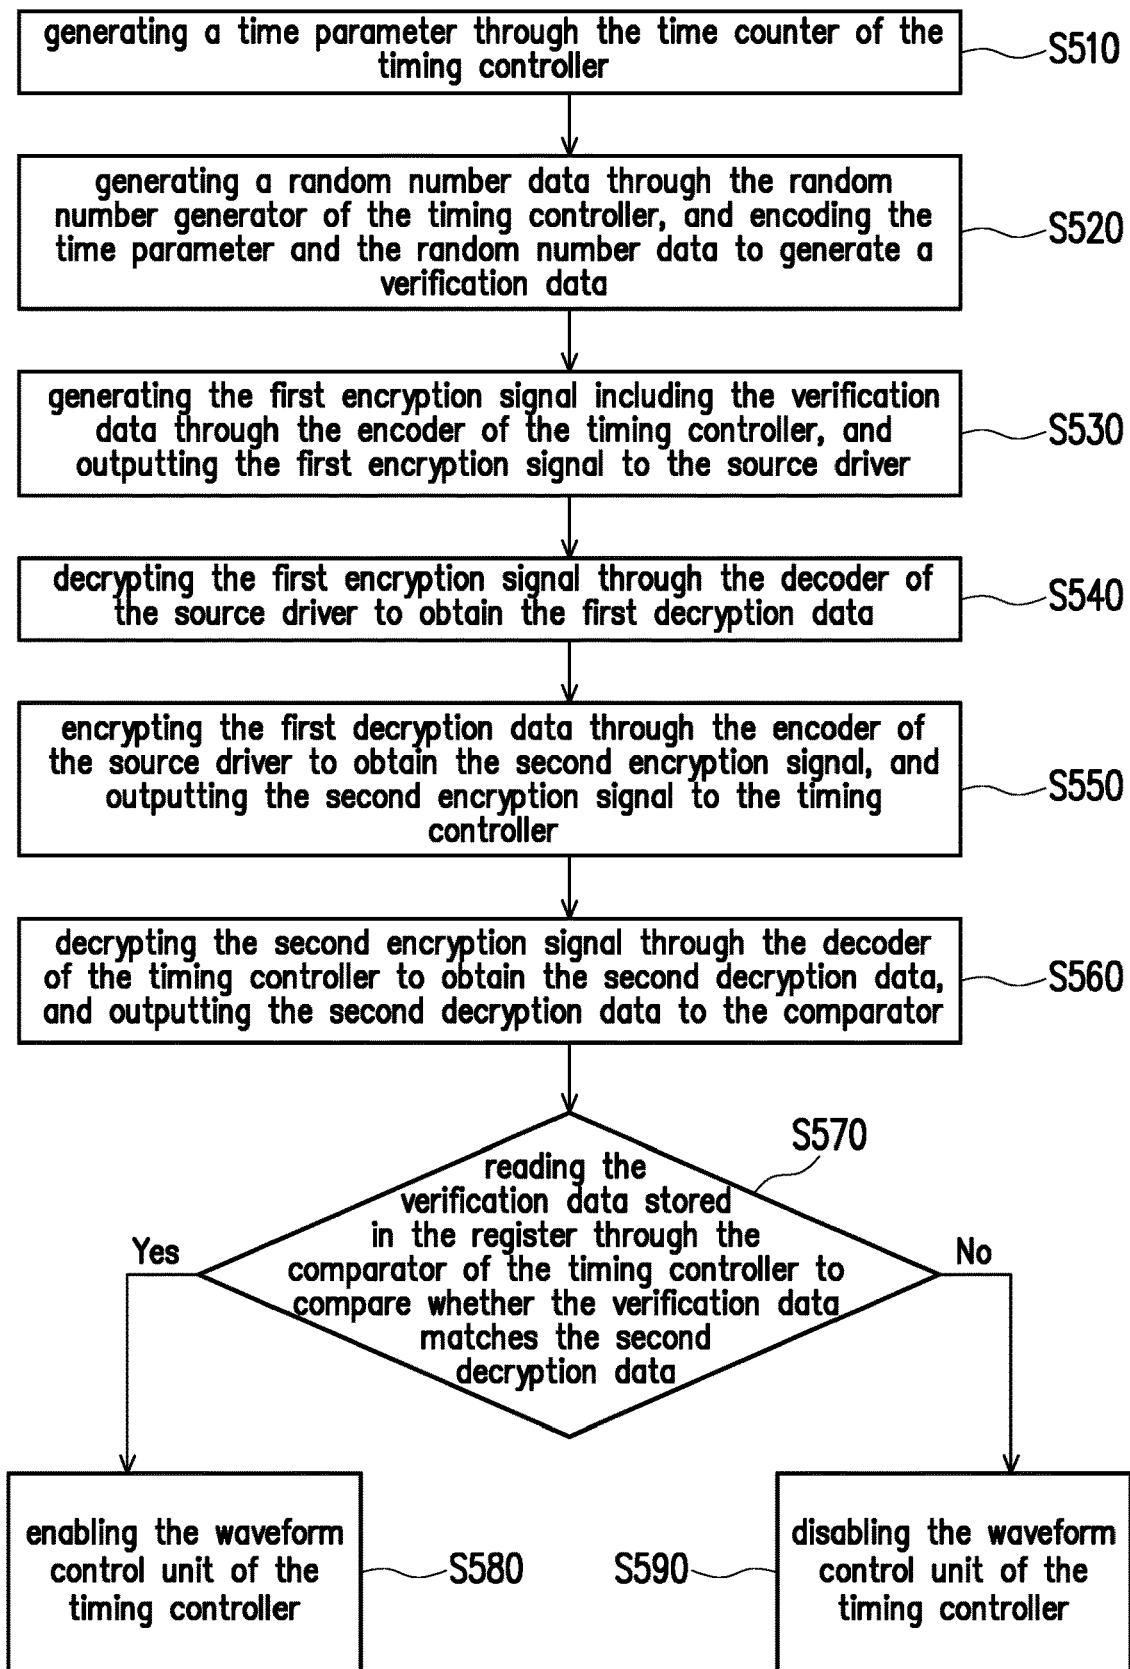 generating a time parameter through the time counter of the
timing controller
S510
generating a random number data through the random
number generator of the timing controller, and encoding the
time parameter and the random number data to generate a
verification data
S520
generating the first encryption signal including the verification
data through the encoder of the timing controller, and
outputting the first encryption signal to the source driver
S530
decrypting the first encryption signal through the decoder of
the source driver to obtain the first decryption data
S540
encrypting the first decryption data through the encoder of
the source driver to obtain the second encryption signal, and
outputting the second encryption signal to the timing
controller
S550
decrypting the second encryption signal through the decoder
of the timing controller to obtain the second decryption data,
and outputting the second decryption data to the comparator
S560
S570
reading the
verification data stored
in the register through the
comparator of the timing controller to
compare whether the verification data
matches the second
decryption data
Yes
No
enabling the waveform
control unit of the
timing controller
S580
S590
disabling the waveform
control unit of the
timing controller